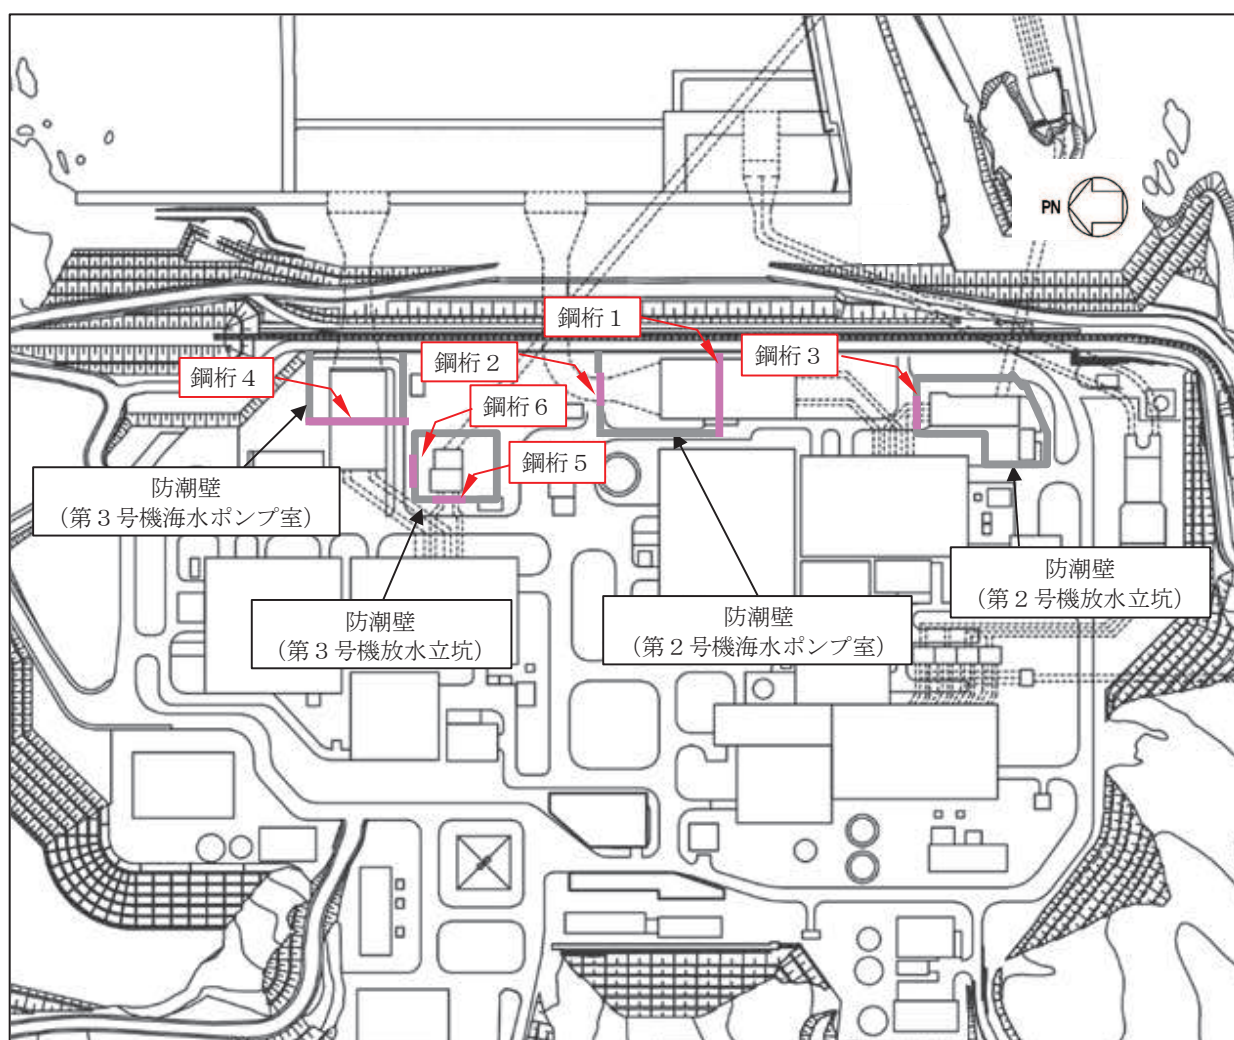 PN
鋼桁1
鋼桁2
鋼桁3
鋼桁4
鋼桁6
鋼桁5
防潮壁
（第3号機海水ポンプ室）
防潮壁
（第2号機放水立坑）
防潮壁
（第3号機放水立坑）
防潮壁
（第2号機海水ポンプ室）